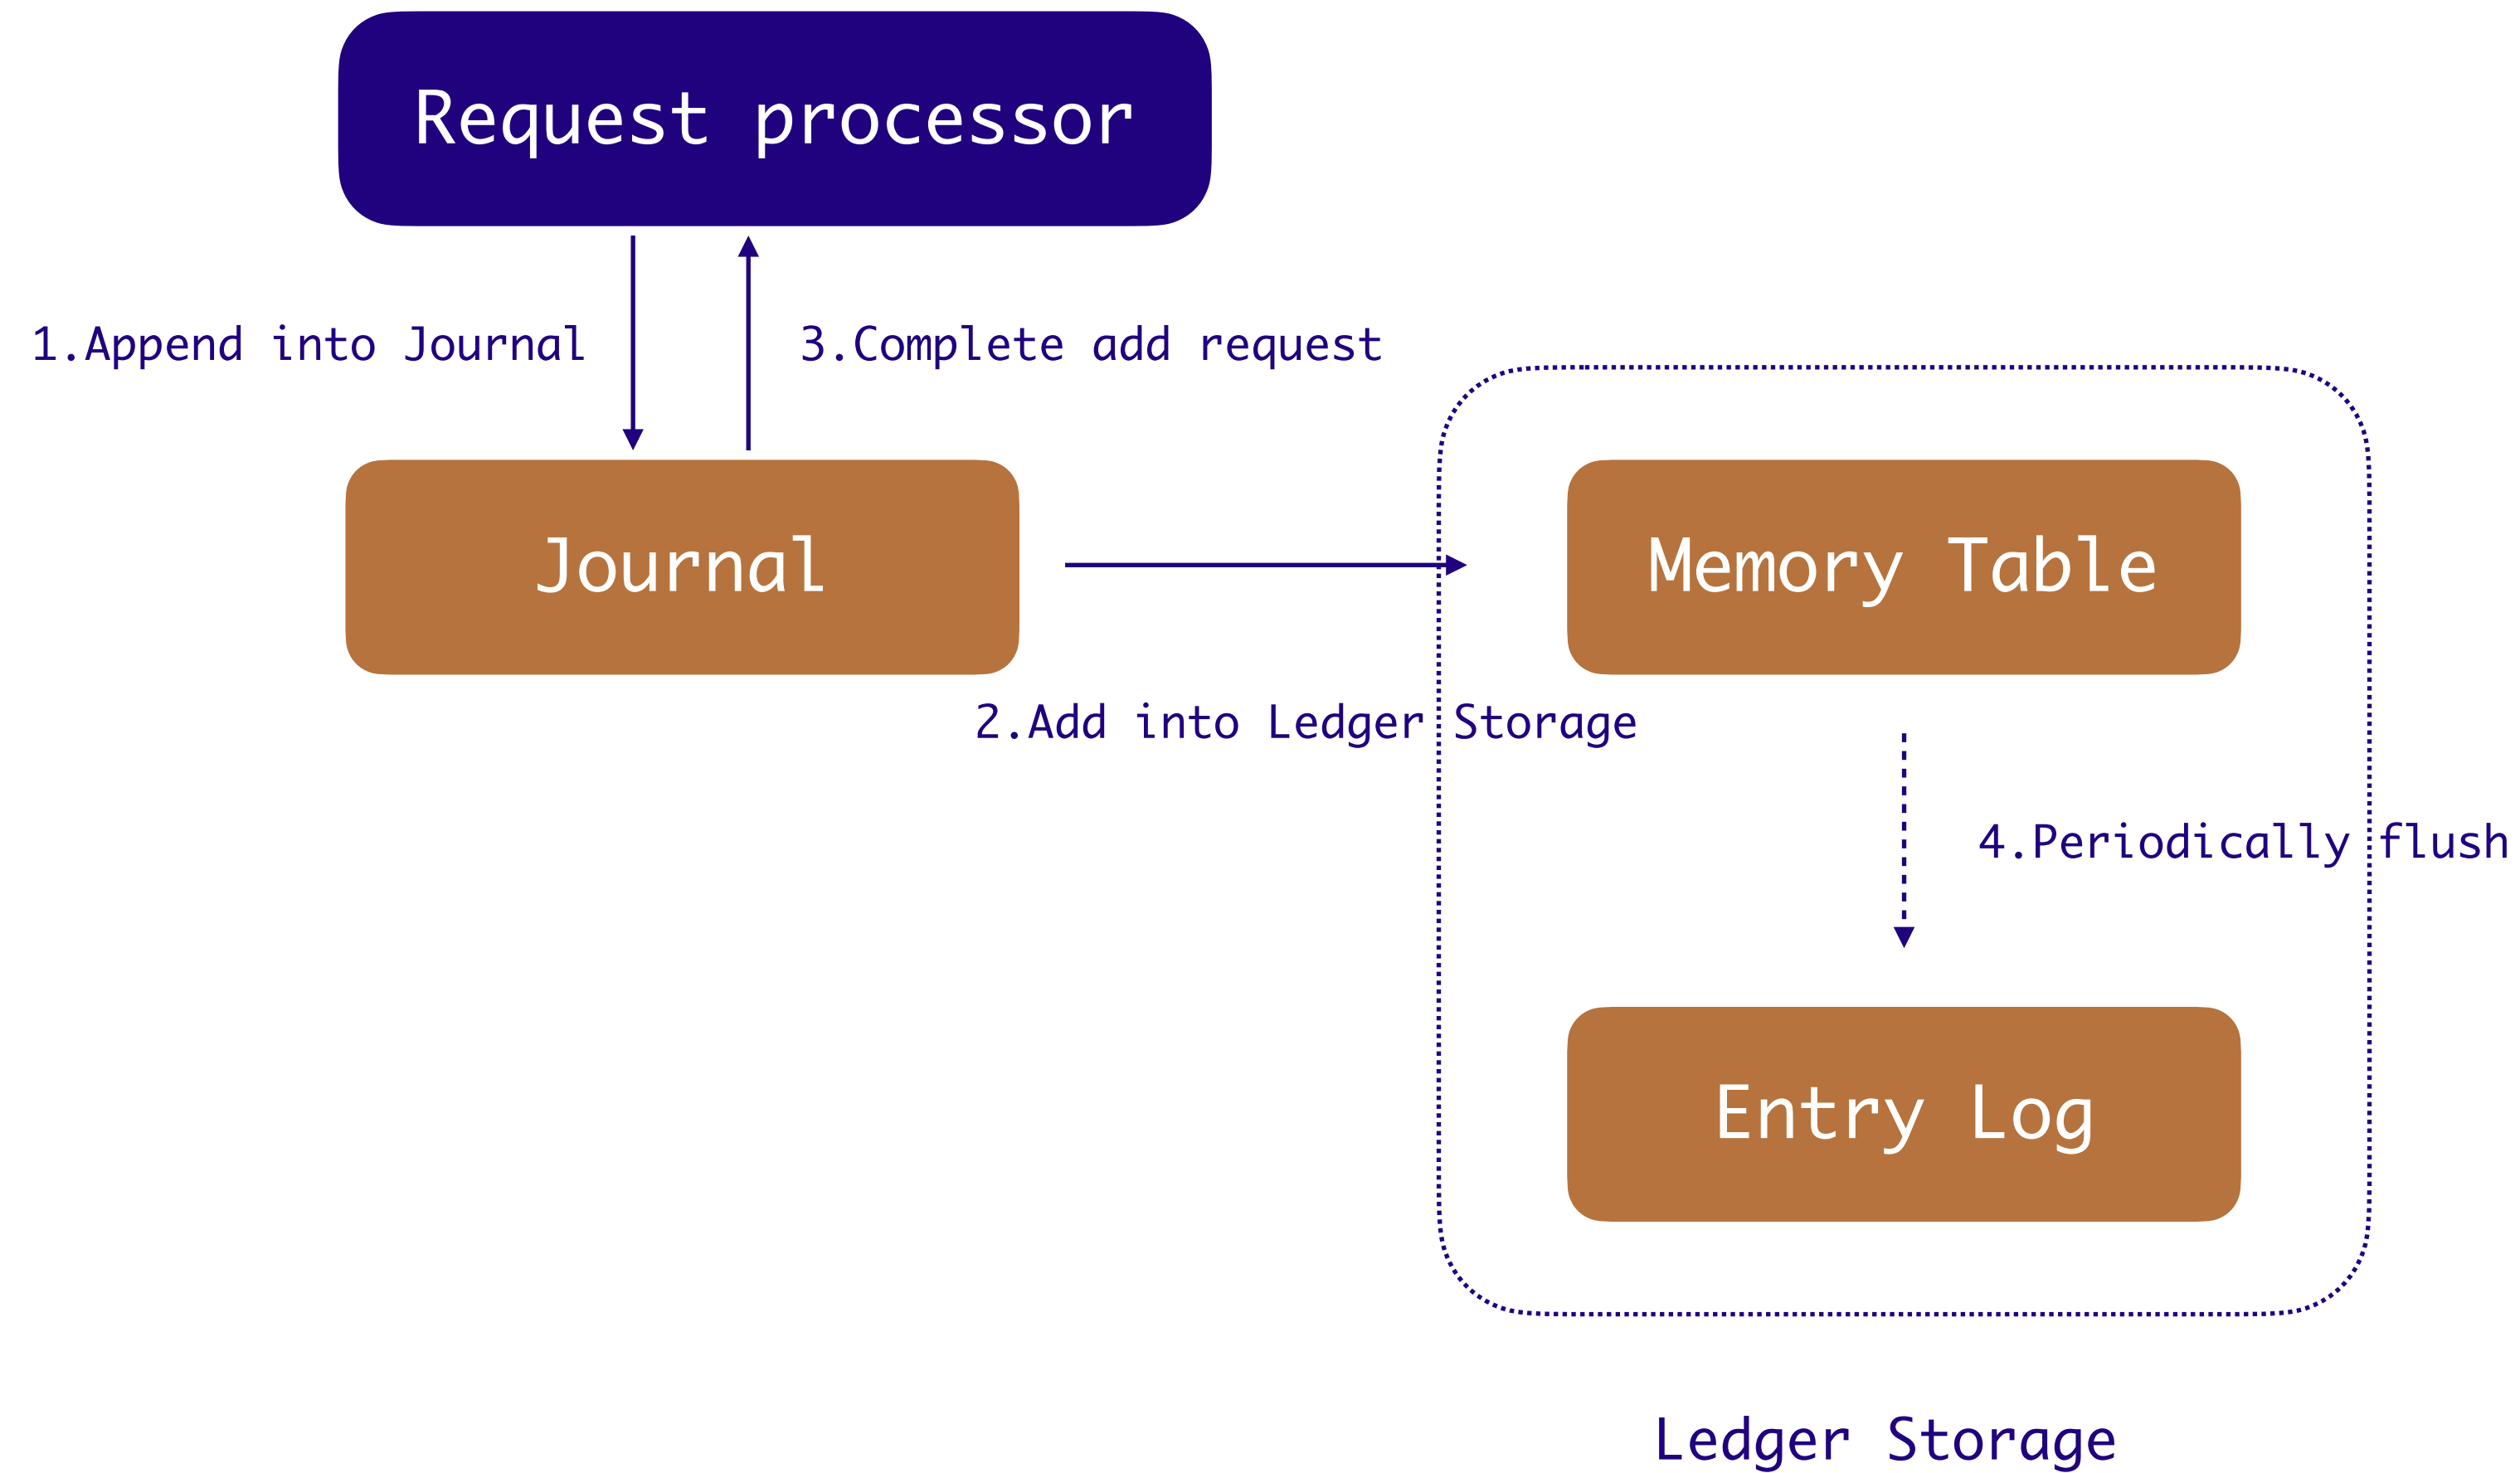 Request processor
1.Append into Journal
3.Complete add request
Journal
Memory Table
2.Add into Ledger Storage
4.Periodically flush
Entry Log
Ledger Storage